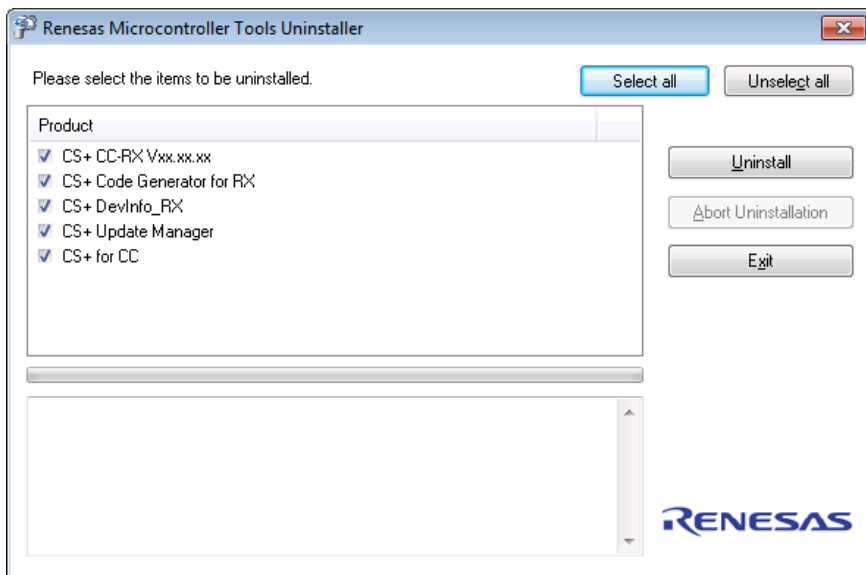 Renesas Microcontroller Tools Uninstaller
Please select the items to be uninstalled.
Select all
Unselect all
Product
CS+ CC-RX Vxx.xx.xx
CS+ Code Generator for RX
CS+ DevInfo_RX
CS+ Update Manager
CS+ for CC
Uninstall
Abort Uninstallation
Exit
RENESAS